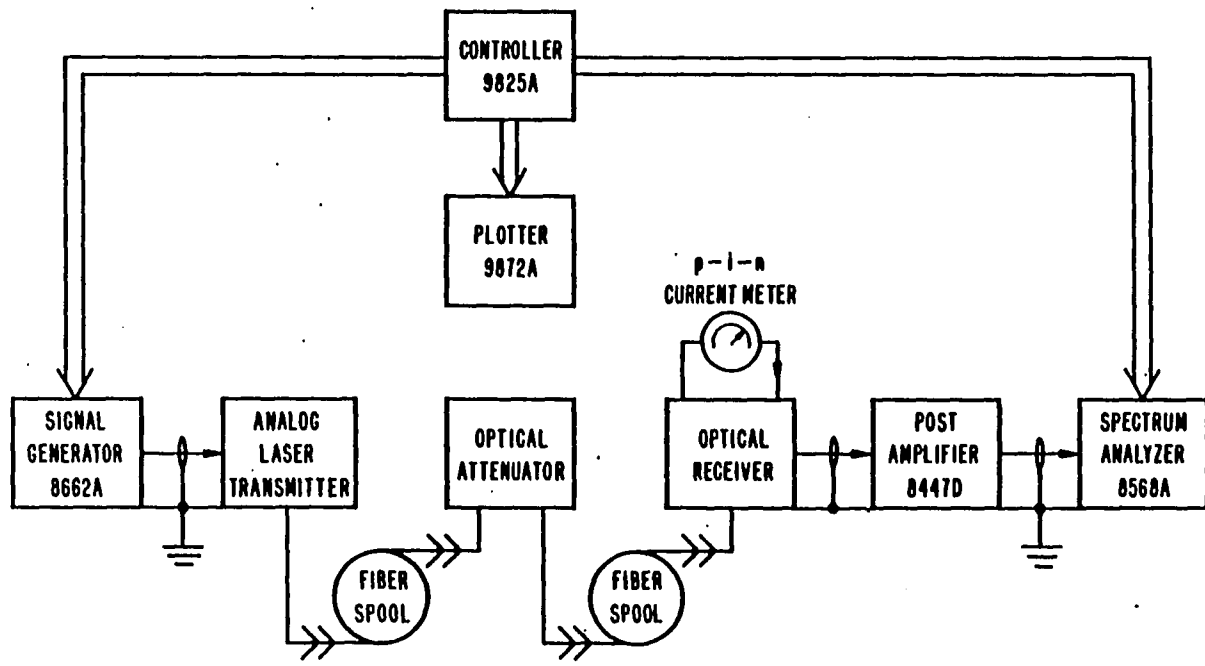 CONTROLLER
9825A
PLOTTER
9872A
p-i-n
CURRENT METER
SIGNAL
GENERATOR
8662A
ANALOG
LASER
TRANSMITTER
OPTICAL
ATTENUATOR
OPTICAL
RECEIVER
POST
AMPLIFIER
8447D
SPECTRUM
ANALYZER
8568A
FIBER
SPOOL
FIBER
SPOOL